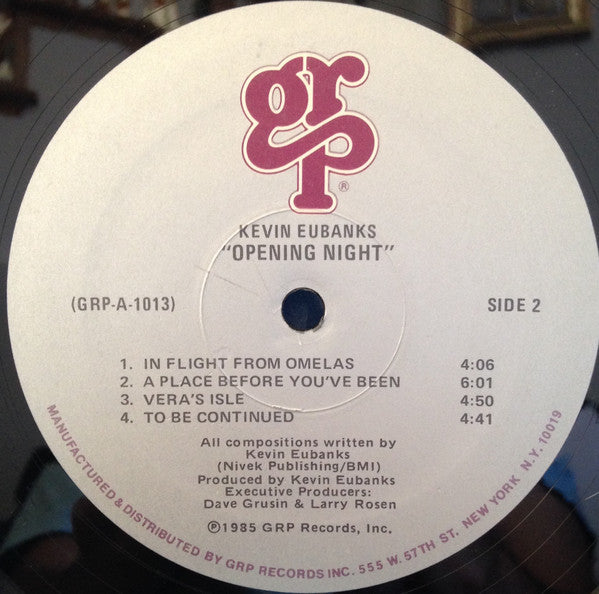 grp
®
KEVIN EUBANKS
"OPENING NIGHT"
(GRP-A-1013)
SIDE 2
1. IN FLIGHT FROM OMELAS 4:06
2. A PLACE BEFORE YOU'VE BEEN 6:01
3. VERA'S ISLE 4:50
4. TO BE CONTINUED 4:41
All compositions written by
Kevin Eubanks
(Nivek Publishing/BMI)
Produced by Kevin Eubanks
Executive Producers:
Dave Grusin & Larry Rosen
℗1985 GRP Records, Inc.
MANUFACTURED & DISTRIBUTED BY GRP RECORDS INC. 555 W. 57TH ST. NEW YORK N.Y. 10019